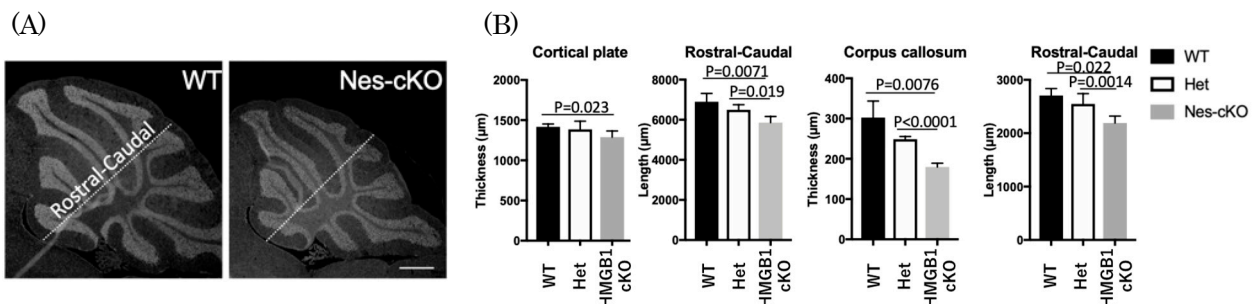 (A)
WT
Rostral-Caudal
Nes-cKO
(B)
Cortical plate
Thickness (μm)
2000
1500
1000
500
0
P=0.023
WT
Het
HMGB1
cKO
Rostral-Caudal
Length (μm)
8000
6000
4000
2000
0
P=0.0071
P=0.019
WT
Het
HMGB1
cKO
Corpus callosum
Thickness (μm)
400
300
200
100
0
P=0.0076
P<0.0001
WT
Het
HMGB1
cKO
Rostral-Caudal
Length (μm)
3000
2000
1000
0
P=0.022
P=0.0014
WT
Het
HMGB1
cKO
WT
Het
Nes-cKO